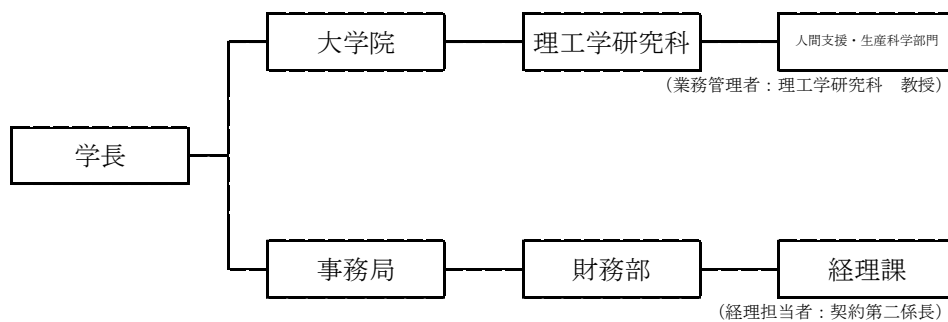 大学院
理工学研究科
人間支援・生産科学部門
（業務管理者：理工学研究科　教授）
学長
事務局
財務部
経理課
（経理担当者：契約第二係長）